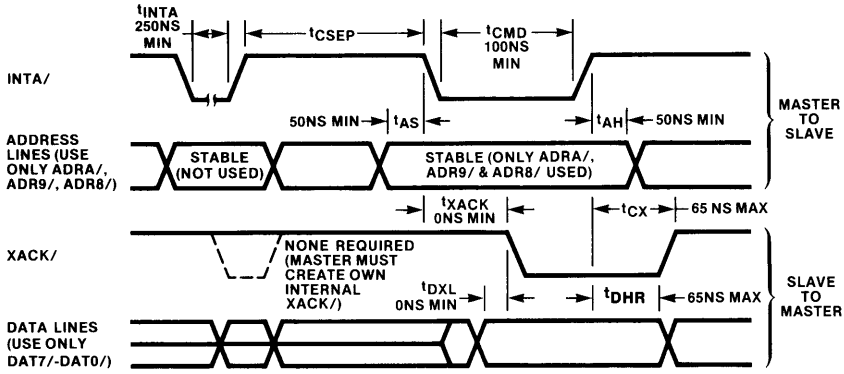 tINTA
250NS
MIN
tCSEP
tCMD
100NS
MIN
INTA/
50NS MIN
tAS
tAH
50NS MIN
MASTER
TO
SLAVE
ADDRESS
LINES (USE
ONLY ADRA/,
ADR9/, ADR8/)
STABLE
(NOT USED)
STABLE (ONLY ADRA/,
ADR9/ & ADR8/ USED)
tXACK
0NS MIN
tCX
65 NS MAX
XACK/
NONE REQUIRED
(MASTER MUST
CREATE OWN
INTERNAL
XACK/)
tDXL
0NS MIN
tDHR
65NS MAX
SLAVE
TO
MASTER
DATA LINES
(USE ONLY
DAT7/-DAT0/)